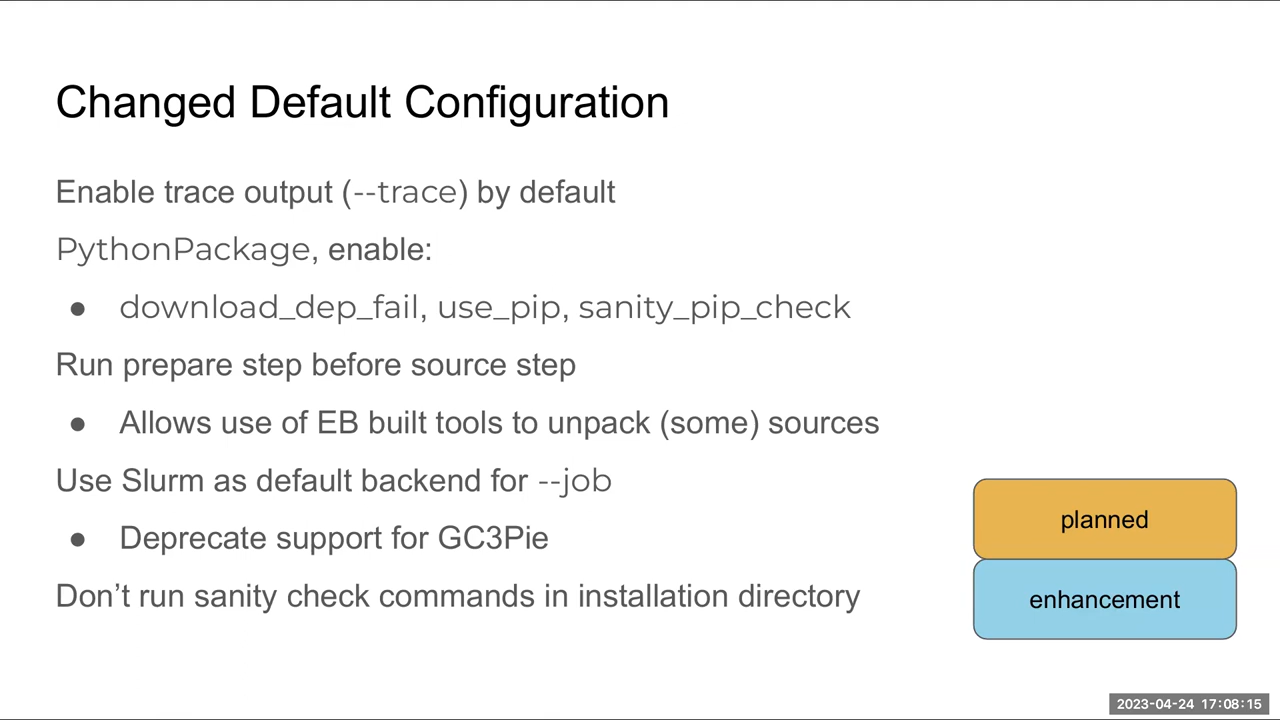 Changed Default Configuration
Enable trace output (--trace) by default
PythonPackage, enable:
● download_dep_fail, use_pip, sanity_pip_check
Run prepare step before source step
● Allows use of EB built tools to unpack (some) sources
Use Slurm as default backend for --job
● Deprecate support for GC3Pie
Don’t run sanity check commands in installation directory
planned
enhancement
2023-04-24 17:08:15